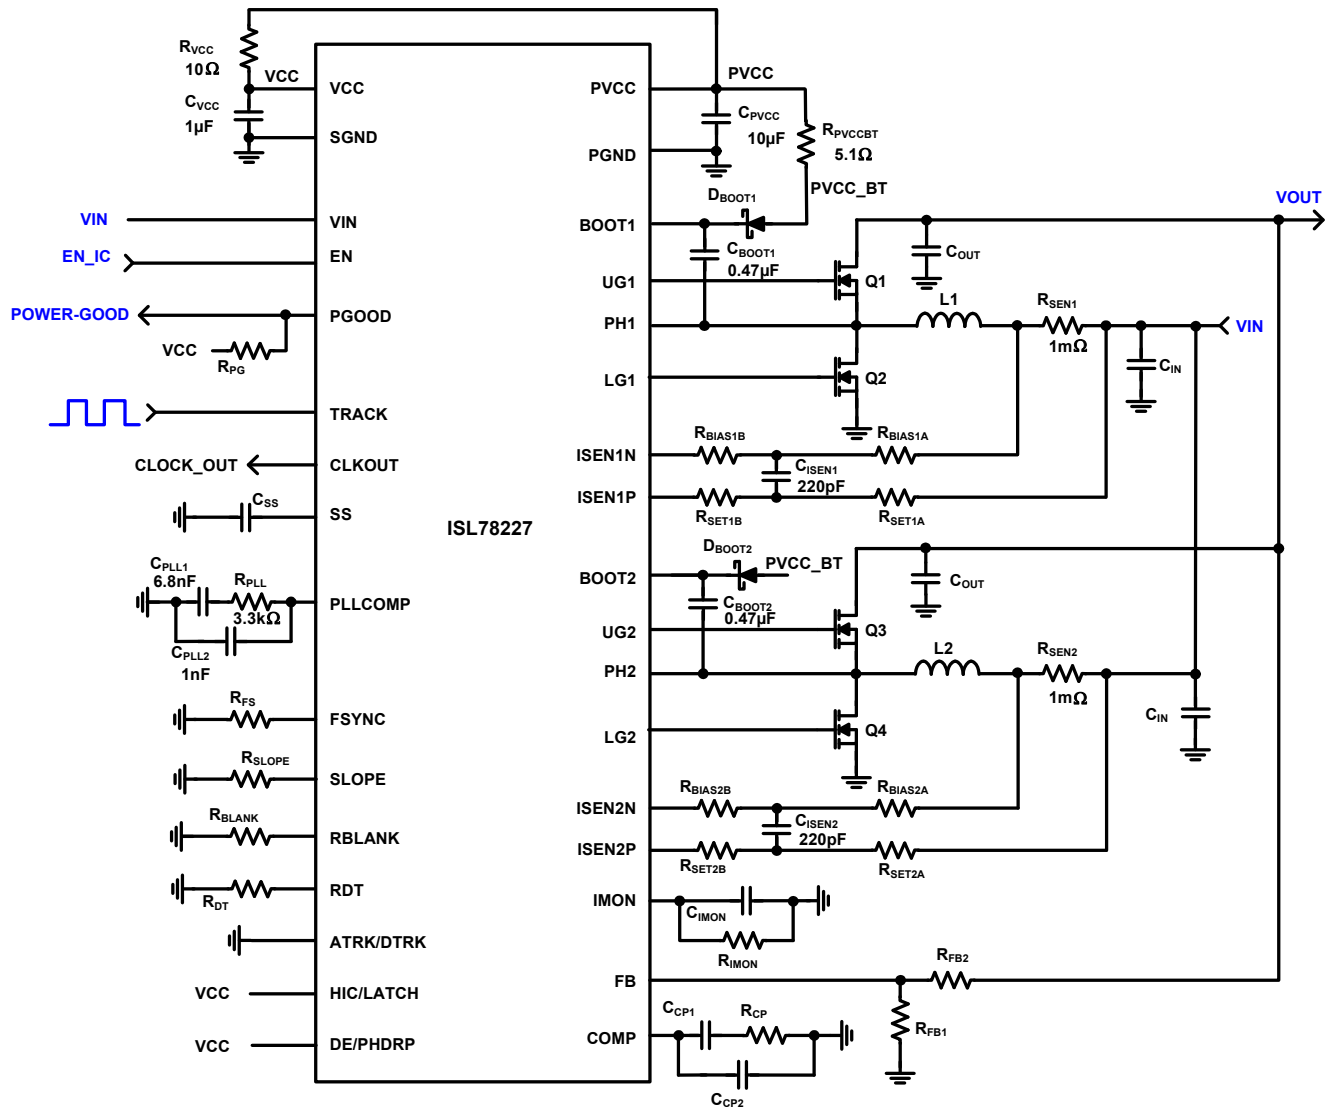 RVCC
10Ω
VCC
CVCC
1µF
VCC
SGND
PVCC
PVCC
CPVCC
10µF
PGND
RPVCCBT
5.1Ω
PVCC_BT
VIN
VIN
EN_IC
EN
POWER-GOOD
PGOOD
VCC
RPG
TRACK
CLOCK_OUT
CLKOUT
CSS
SS
CPLL1
6.8nF
RPLL
3.3kΩ
PLLCOMP
CPLL2
1nF
RFS
FSYNC
RSLOPE
SLOPE
RBLANK
RBLANK
RDT
RDT
ATRK/DTRK
VCC
HIC/LATCH
VCC
DE/PHDRP
ISL78227
BOOT1
DBOOT1
CBOOT1
0.47µF
VOUT
COUT
UG1
Q1
PH1
L1
RSEN1
1mΩ
VIN
CIN
LG1
Q2
ISEN1N
RBIAS1B
RBIAS1A
CISEN1
220pF
ISEN1P
RSET1B
RSET1A
BOOT2
DBOOT2
PVCC_BT
CBOOT2
0.47µF
COUT
UG2
Q3
PH2
L2
RSEN2
1mΩ
CIN
LG2
Q4
ISEN2N
RBIAS2B
RBIAS2A
CISEN2
220pF
ISEN2P
RSET2B
RSET2A
IMON
CIMON
RIMON
FB
RFB2
RFB1
COMP
CCP1
RCP
CCP2